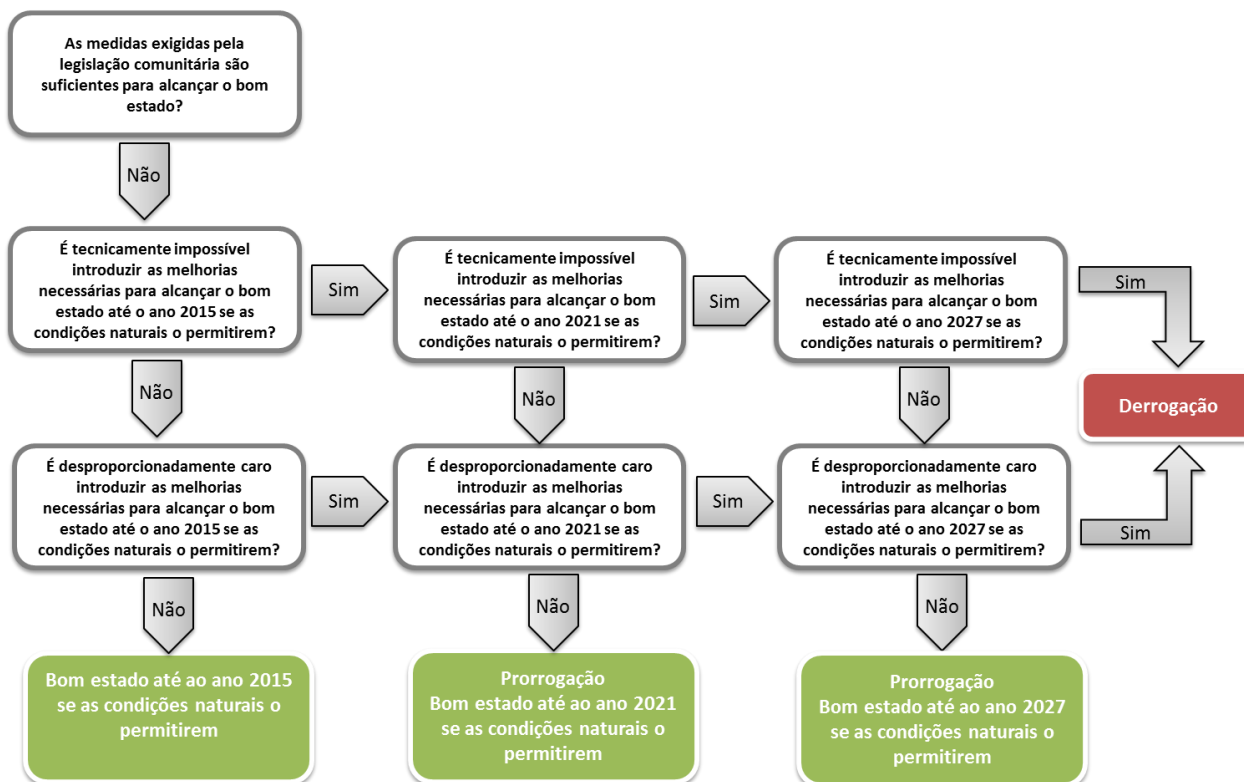 As medidas exigidas pela
legislação comunitária são
suficientes para alcançar o bom
estado?
Não
É tecnicamente impossível
introduzir as melhorias
necessárias para alcançar o bom
estado até o ano 2015 se as
condições naturais o permitirem?
Sim
É tecnicamente impossível
introduzir as melhorias
necessárias para alcançar o bom
estado até o ano 2021 se as
condições naturais o permitirem?
Sim
É tecnicamente impossível
introduzir as melhorias
necessárias para alcançar o bom
estado até o ano 2027 se as
condições naturais o permitirem?
Sim
Não
Não
Não
Derrogação
É desproporcionadamente caro
introduzir as melhorias
necessárias para alcançar o bom
estado até o ano 2015 se as
condições naturais o permitirem?
Sim
É desproporcionadamente caro
introduzir as melhorias
necessárias para alcançar o bom
estado até o ano 2021 se as
condições naturais o permitirem?
Sim
É desproporcionadamente caro
introduzir as melhorias
necessárias para alcançar o bom
estado até o ano 2027 se as
condições naturais o permitirem?
Sim
Não
Não
Não
Bom estado até ao ano 2015
se as condições naturais o
permitirem
Prorrogação
Bom estado até ao ano 2021
se as condições naturais o
permitirem
Prorrogação
Bom estado até ao ano 2027
se as condições naturais o
permitirem